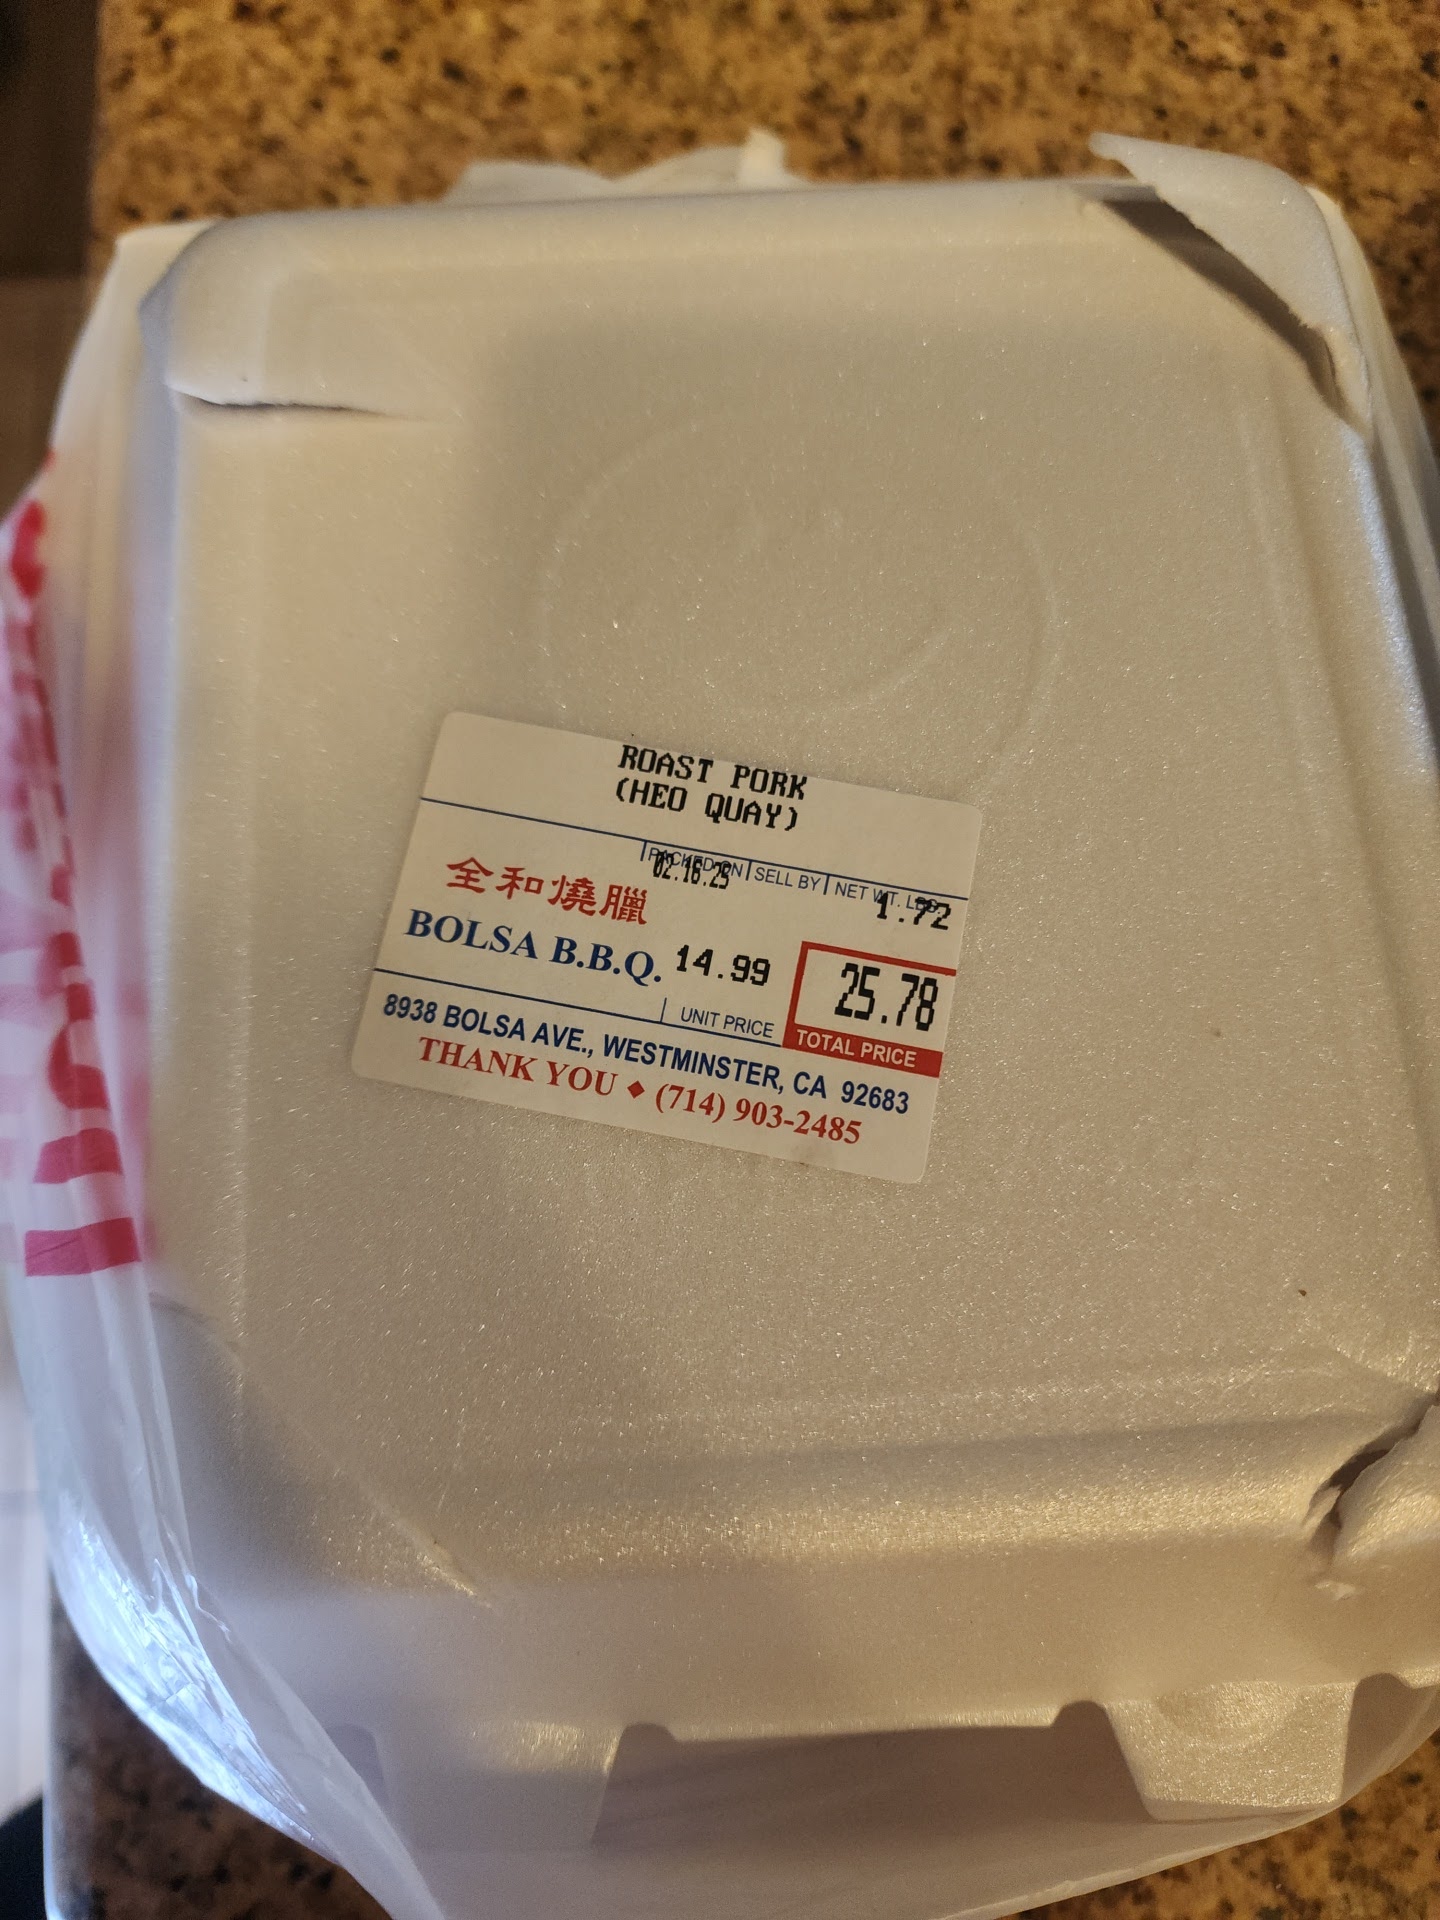 ROAST PORK
(HEO QUAY)
PACKED ON SELL BY NET WT. LBS.
02.16.25 1.72
全和燒臘
BOLSA B.B.Q. 14.99 25.78
UNIT PRICE TOTAL PRICE
8938 BOLSA AVE., WESTMINSTER, CA 92683
THANK YOU ◆ (714) 903-2485